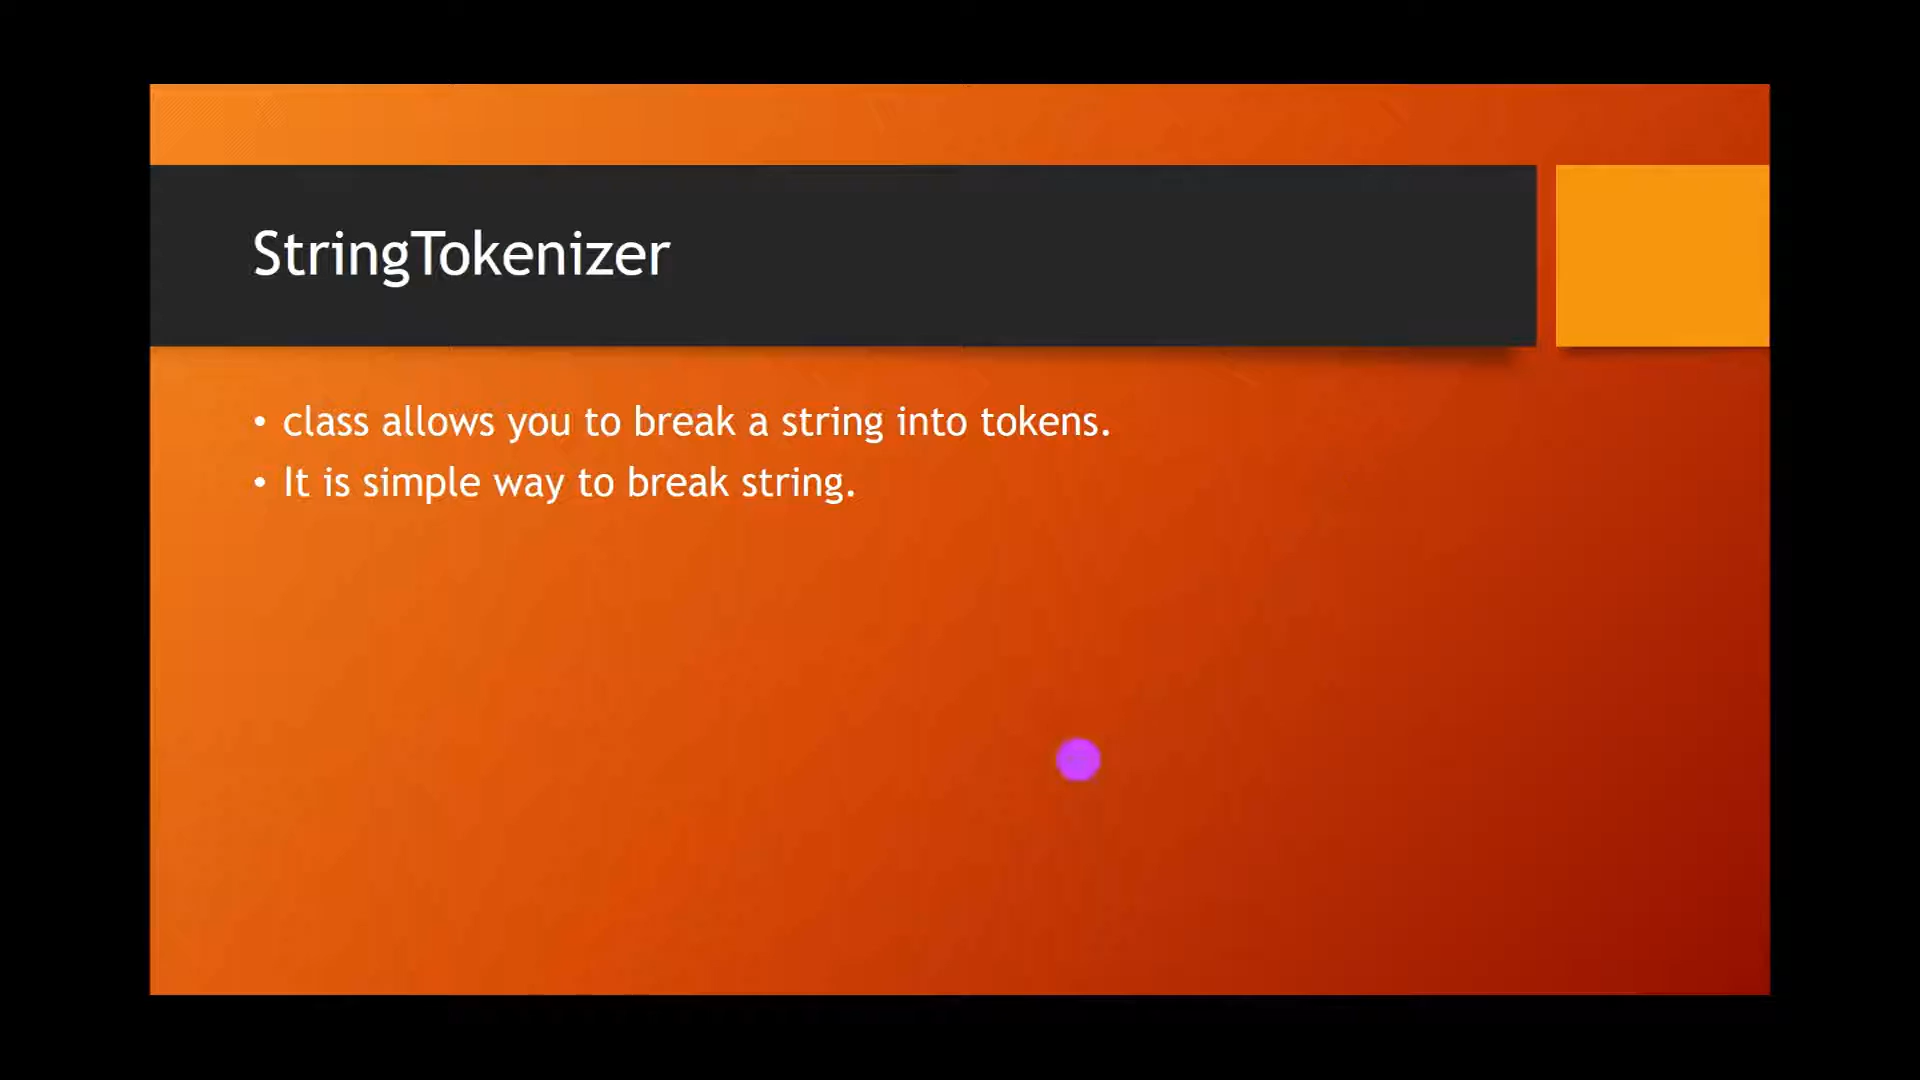 StringTokenizer
• class allows you to break a string into tokens.
• It is simple way to break string.